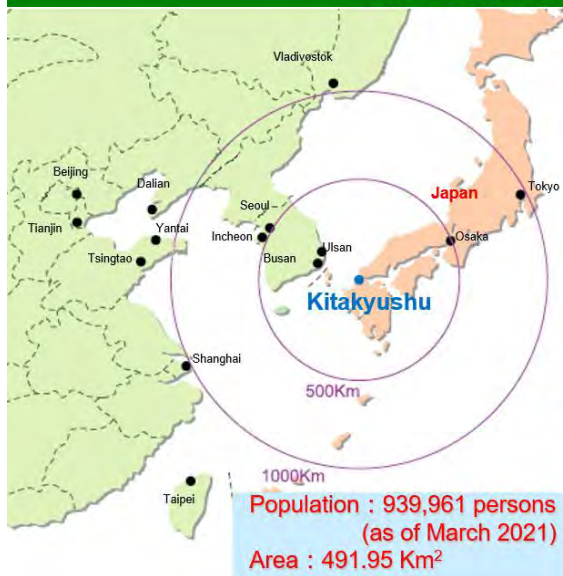 Vladivostok
Beijing
Dalian
Tokyo
Japan
Seoul
Tianjin
Yantai
Incheon
Ulsan
Osaka
Tsingtao
Busan
Kitakyushu
Shanghai
500Km
1000Km
Taipei
Population : 939,961 persons
(as of March 2021)
Area : 491.95 Km²